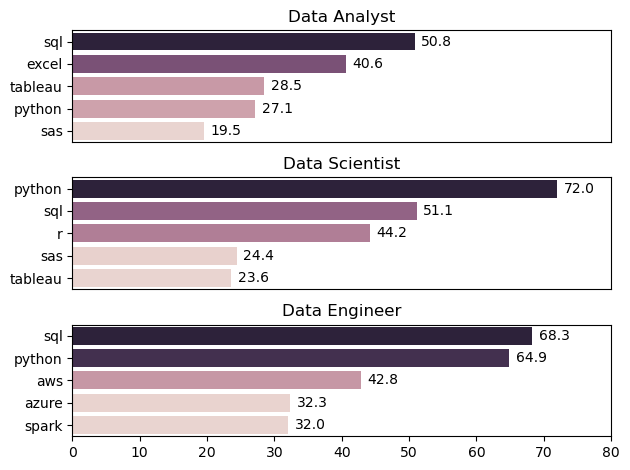 Data Analyst
sql 50.8
excel 40.6
tableau 28.5
python 27.1
sas 19.5
Data Scientist
python 72.0
sql 51.1
r 44.2
sas 24.4
tableau 23.6
Data Engineer
sql 68.3
python 64.9
aws 42.8
azure 32.3
spark 32.0
0 10 20 30 40 50 60 70 80